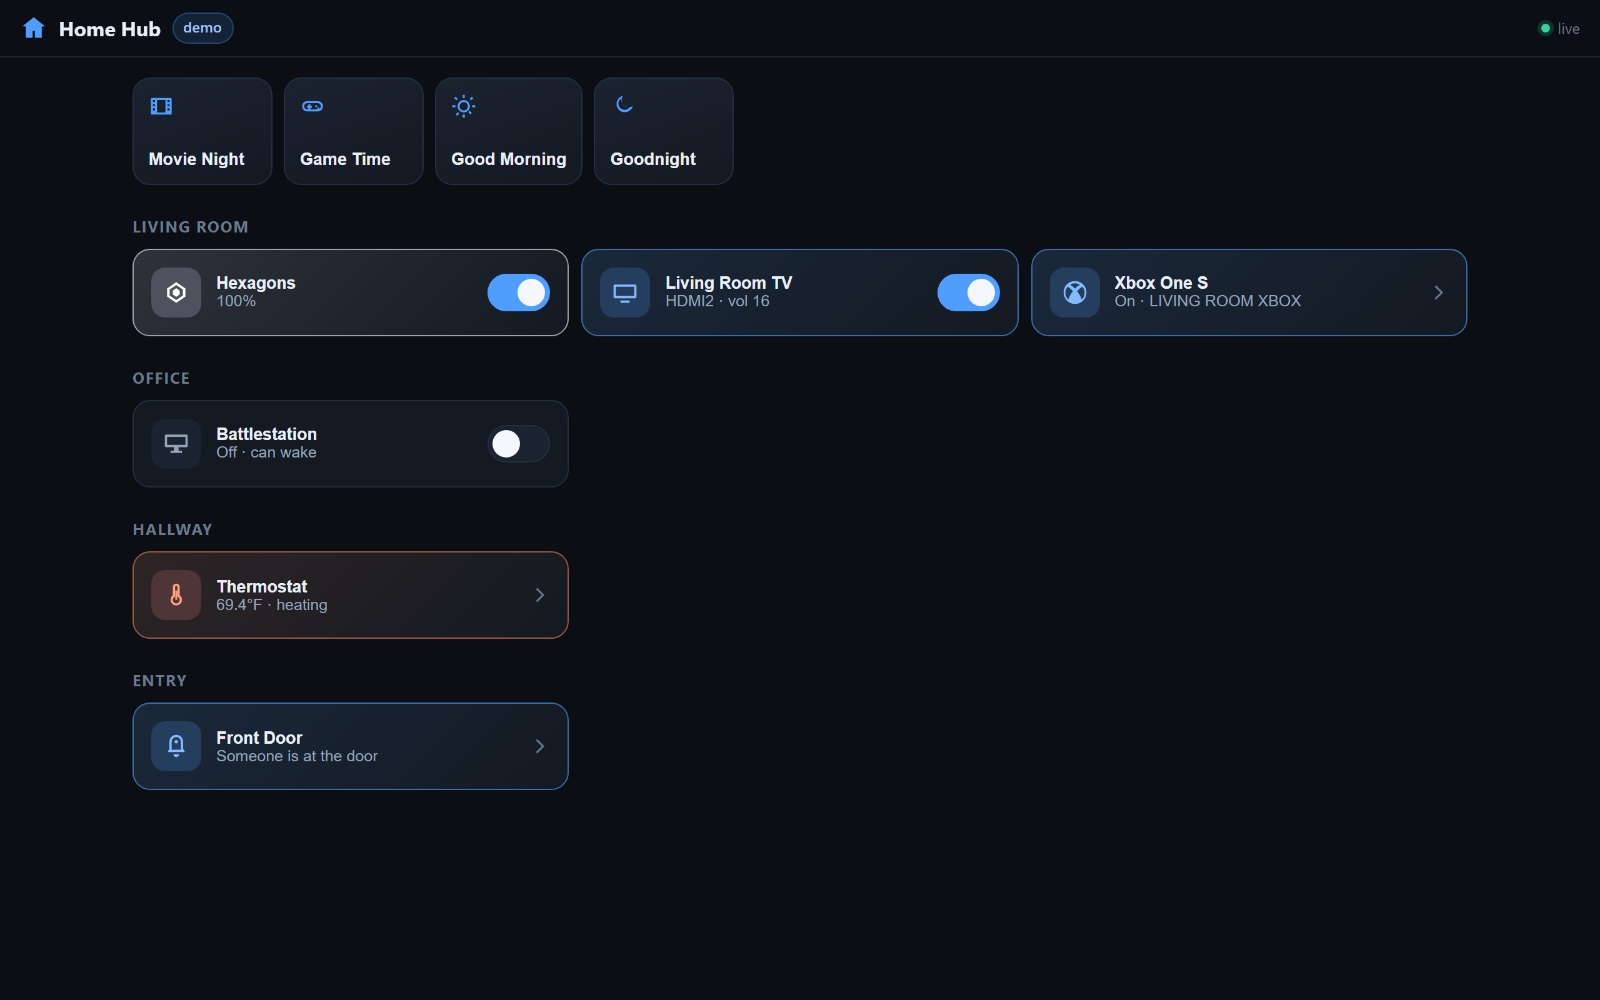 Home Hub
demo
live
Movie Night
Game Time
Good Morning
Goodnight
LIVING ROOM
Hexagons
100%
Living Room TV
HDMI2 · vol 16
Xbox One S
On · LIVING ROOM XBOX
OFFICE
Battlestation
Off · can wake
HALLWAY
Thermostat
69.4°F · heating
ENTRY
Front Door
Someone is at the door